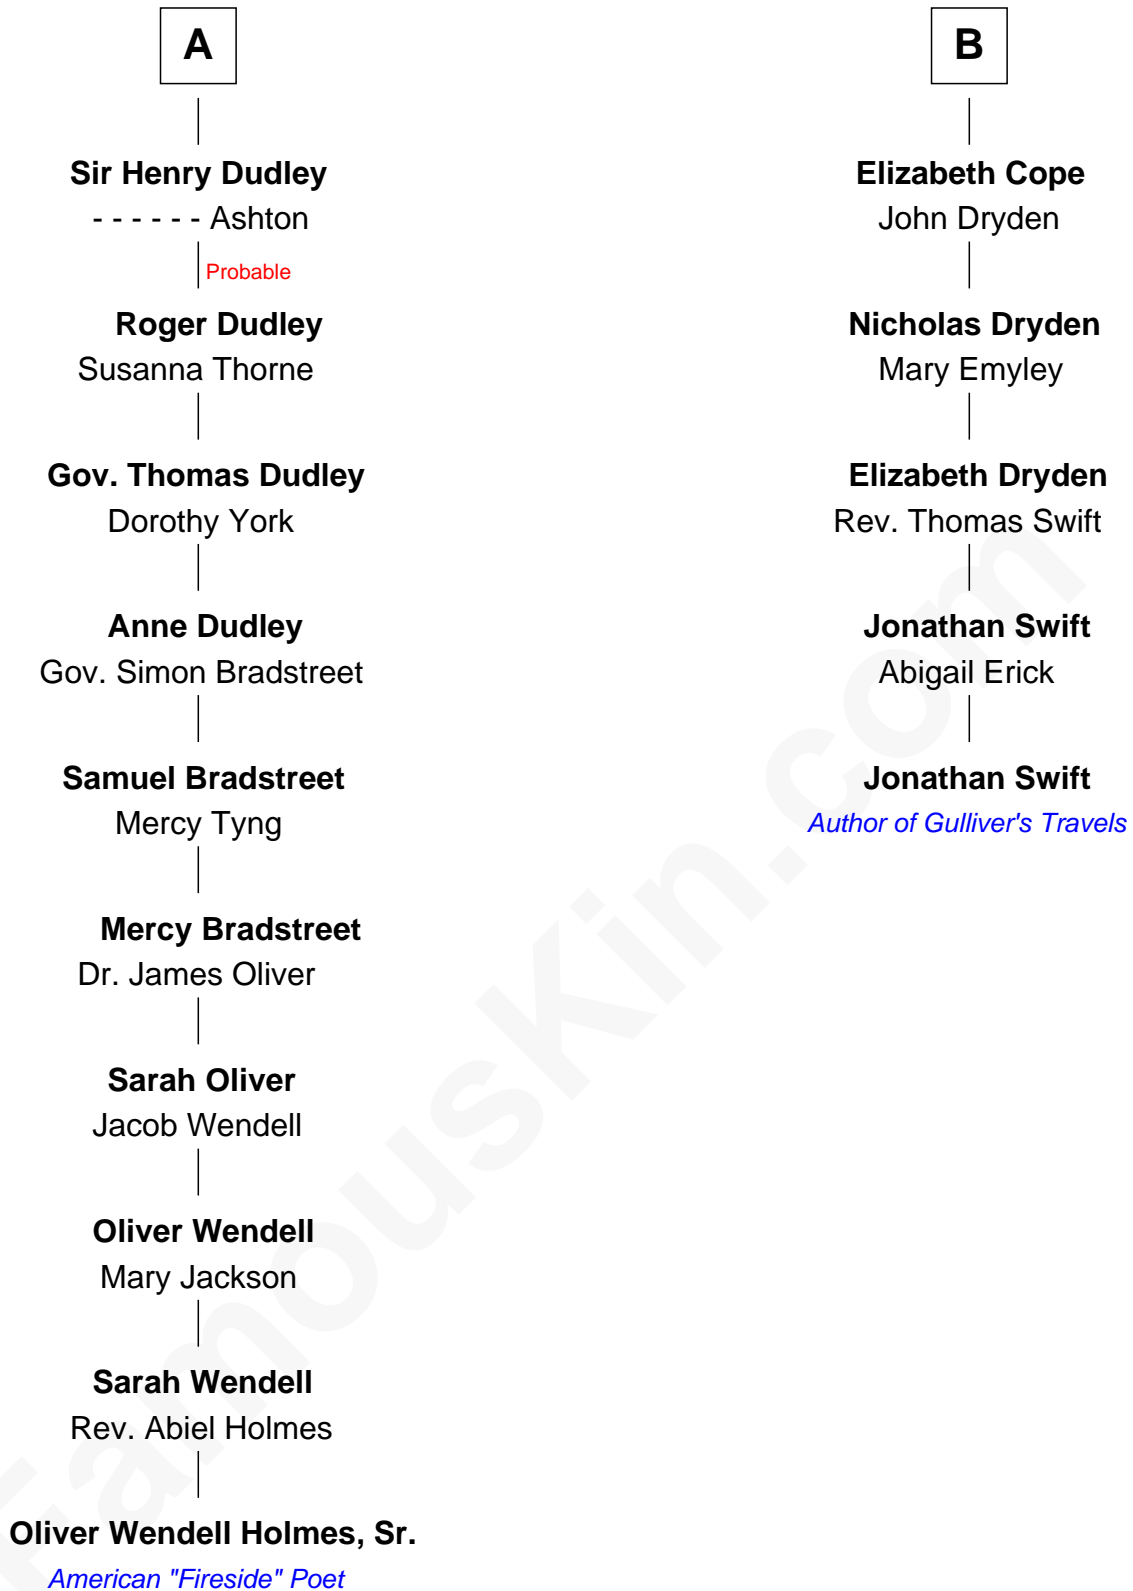 A
Sir Henry Dudley
- - - - - - Ashton
Probable
Roger Dudley
Susanna Thorne
Gov. Thomas Dudley
Dorothy York
Anne Dudley
Gov. Simon Bradstreet
Samuel Bradstreet
Mercy Tyng
Mercy Bradstreet
Dr. James Oliver
Sarah Oliver
Jacob Wendell
Oliver Wendell
Mary Jackson
Sarah Wendell
Rev. Abiel Holmes
Oliver Wendell Holmes, Sr.
American "Fireside" Poet
B
Elizabeth Cope
John Dryden
Nicholas Dryden
Mary Emyley
Elizabeth Dryden
Rev. Thomas Swift
Jonathan Swift
Abigail Erick
Jonathan Swift
Author of Gulliver's Travels
FamousKin.com